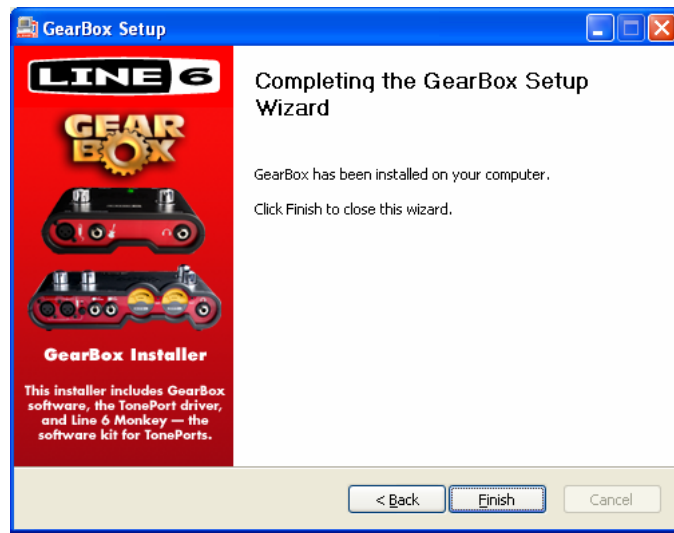 GearBox Setup
LINE 6
GEAR
BOX
GearBox Installer
This installer includes GearBox
software, the TonePort driver,
and Line 6 Monkey — the
software kit for TonePorts.
Completing the GearBox Setup
Wizard
GearBox has been installed on your computer.
Click Finish to close this wizard.
< Back
Finish
Cancel